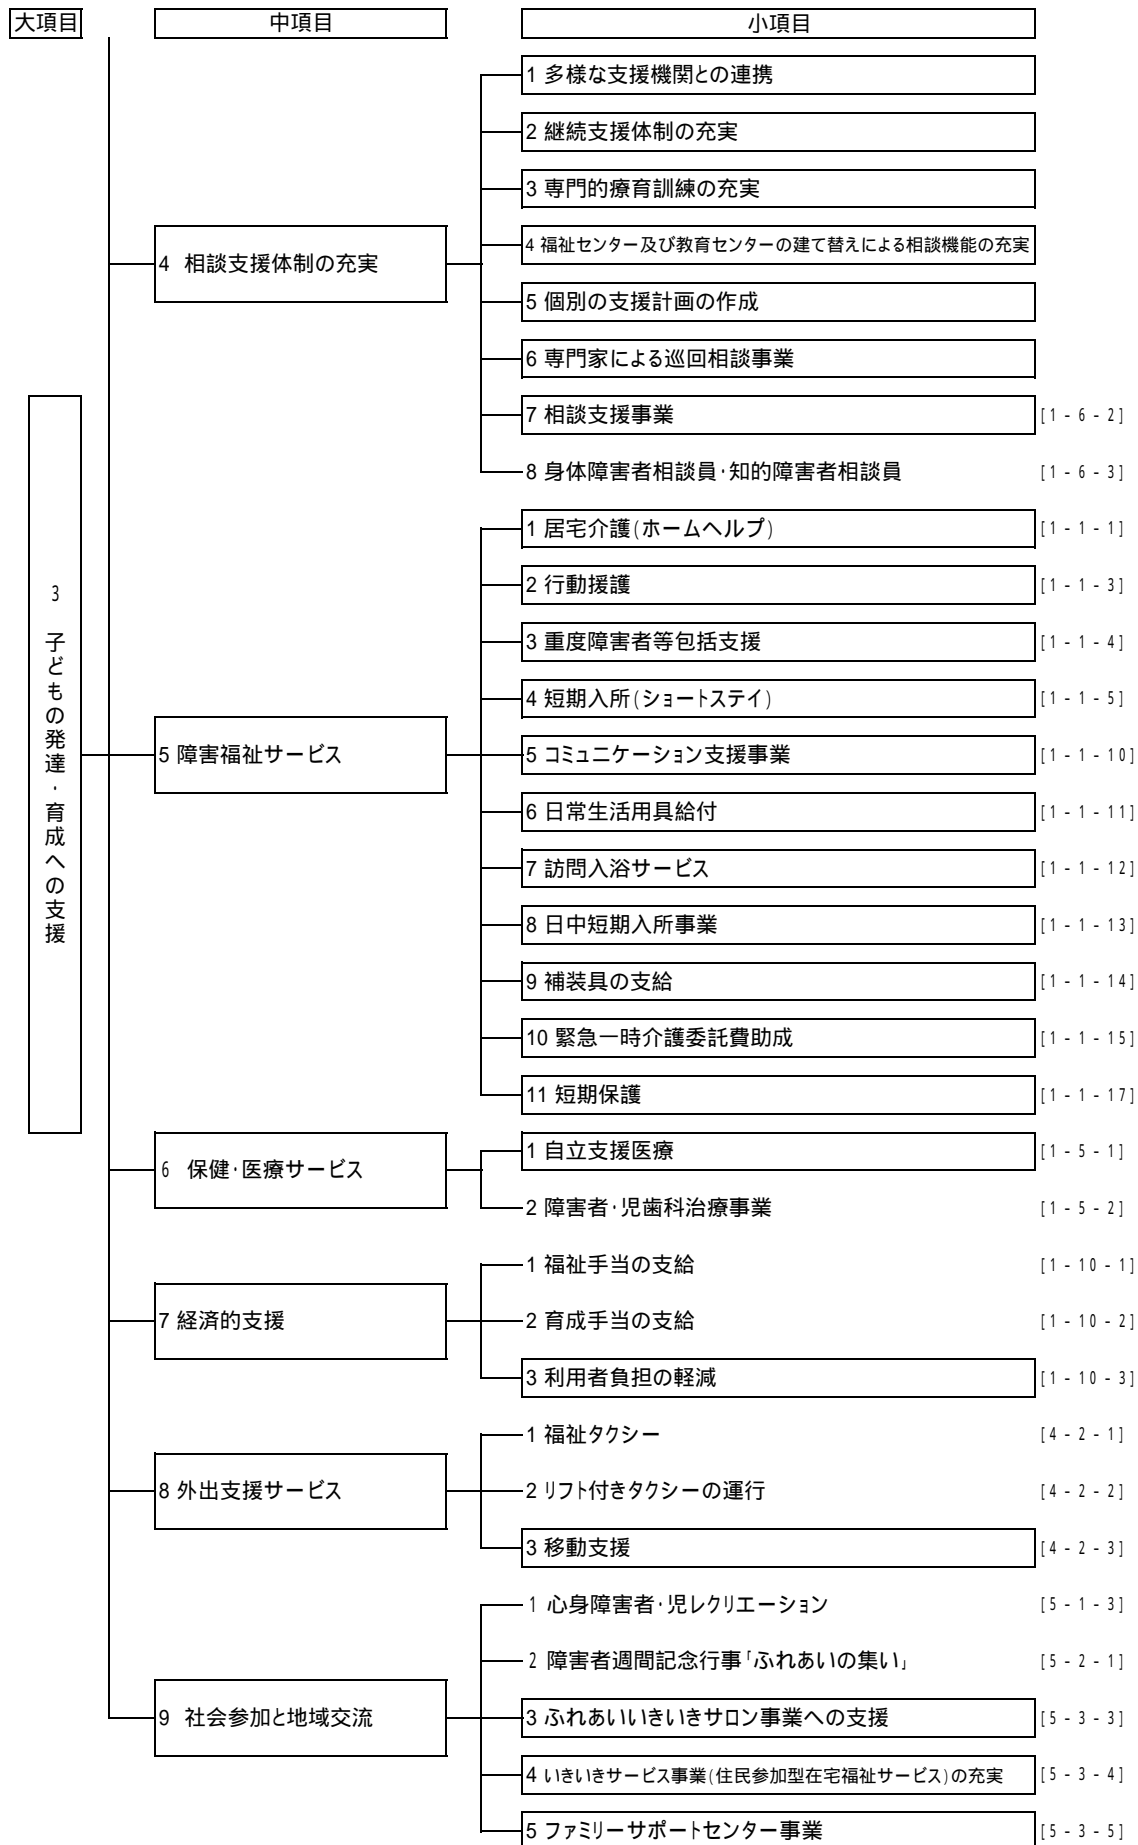 大項目 中項目 小項目
3 子どもの発達・育成への支援
4 相談支援体制の充実
1 多様な支援機関との連携
2 継続支援体制の充実
3 専門的療育訓練の充実
4 福祉センター及び教育センターの建て替えによる相談機能の充実
5 個別の支援計画の作成
6 専門家による巡回相談事業
7 相談支援事業 [1-6-2]
8 身体障害者相談員・知的障害者相談員 [1-6-3]
5 障害福祉サービス
1 居宅介護(ホームヘルプ) [1-1-1]
2 行動援護 [1-1-3]
3 重度障害者等包括支援 [1-1-4]
4 短期入所(ショートステイ) [1-1-5]
5 コミュニケーション支援事業 [1-1-10]
6 日常生活用具給付 [1-1-11]
7 訪問入浴サービス [1-1-12]
8 日中短期入所事業 [1-1-13]
9 補装具の支給 [1-1-14]
10 緊急一時介護委託費助成 [1-1-15]
11 短期保護 [1-1-17]
6 保健・医療サービス
1 自立支援医療 [1-5-1]
2 障害者・児歯科治療事業 [1-5-2]
7 経済的支援
1 福祉手当の支給 [1-10-1]
2 育成手当の支給 [1-10-2]
3 利用者負担の軽減 [1-10-3]
8 外出支援サービス
1 福祉タクシー [4-2-1]
2 リフト付きタクシーの運行 [4-2-2]
3 移動支援 [4-2-3]
9 社会参加と地域交流
1 心身障害者・児レクリエーション [5-1-3]
2 障害者週間記念行事「ふれあいの集い」 [5-2-1]
3 ふれあいいきいきサロン事業への支援 [5-3-3]
4 いきいきサービス事業(住民参加型在宅福祉サービス)の充実 [5-3-4]
5 ファミリーサポートセンター事業 [5-3-5]